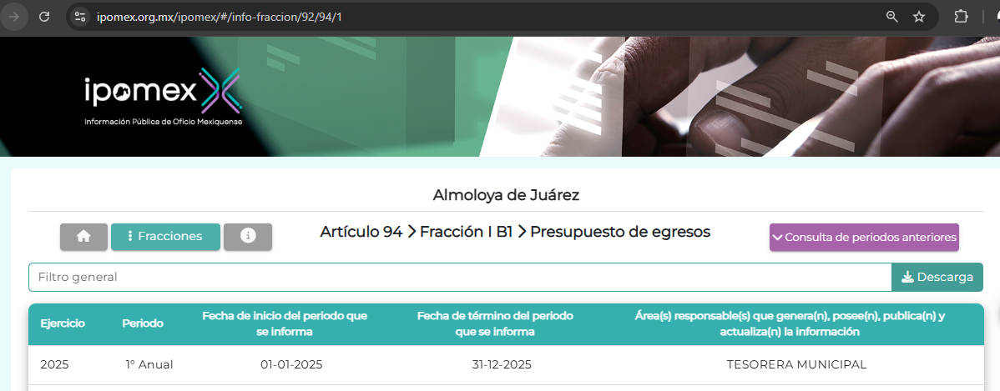 ipomex.org.mx/ipomex/#/info-fraccion/92/94/1
ipomex
Información Pública de Oficio Mexiquense
Almoloya de Juárez
Fracciones
Artículo 94 > Fracción I B1 > Presupuesto de egresos
Consulta de periodos anteriores
Filtro general
Descarga
Ejercicio
Periodo
Fecha de inicio del periodo que
se informa
Fecha de término del periodo
que se informa
Área(s) responsable(s) que genera(n), posee(n), publica(n) y
actualiza(n) la información
2025
1° Anual
01-01-2025
31-12-2025
TESORERA MUNICIPAL